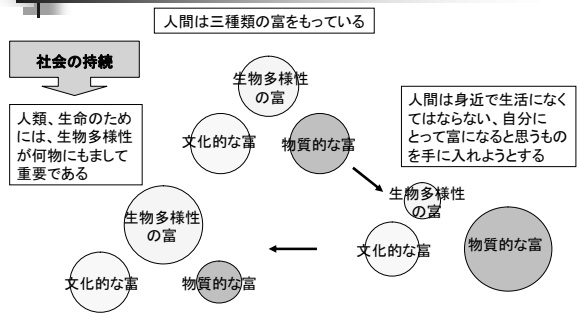 人間は三種類の富をもっている
社会の持続
人類、生命のため
には、生物多様性
が何物にもまして
重要である
生物多様性
の富
文化的な富
物質的な富
人間は身近で生活になく
てはならない、自分に
とって富になると思うもの
を手に入れようとする
生物多様性
の富
文化的な富
物質的な富
生物多様性
の富
文化的な富
物質的な富